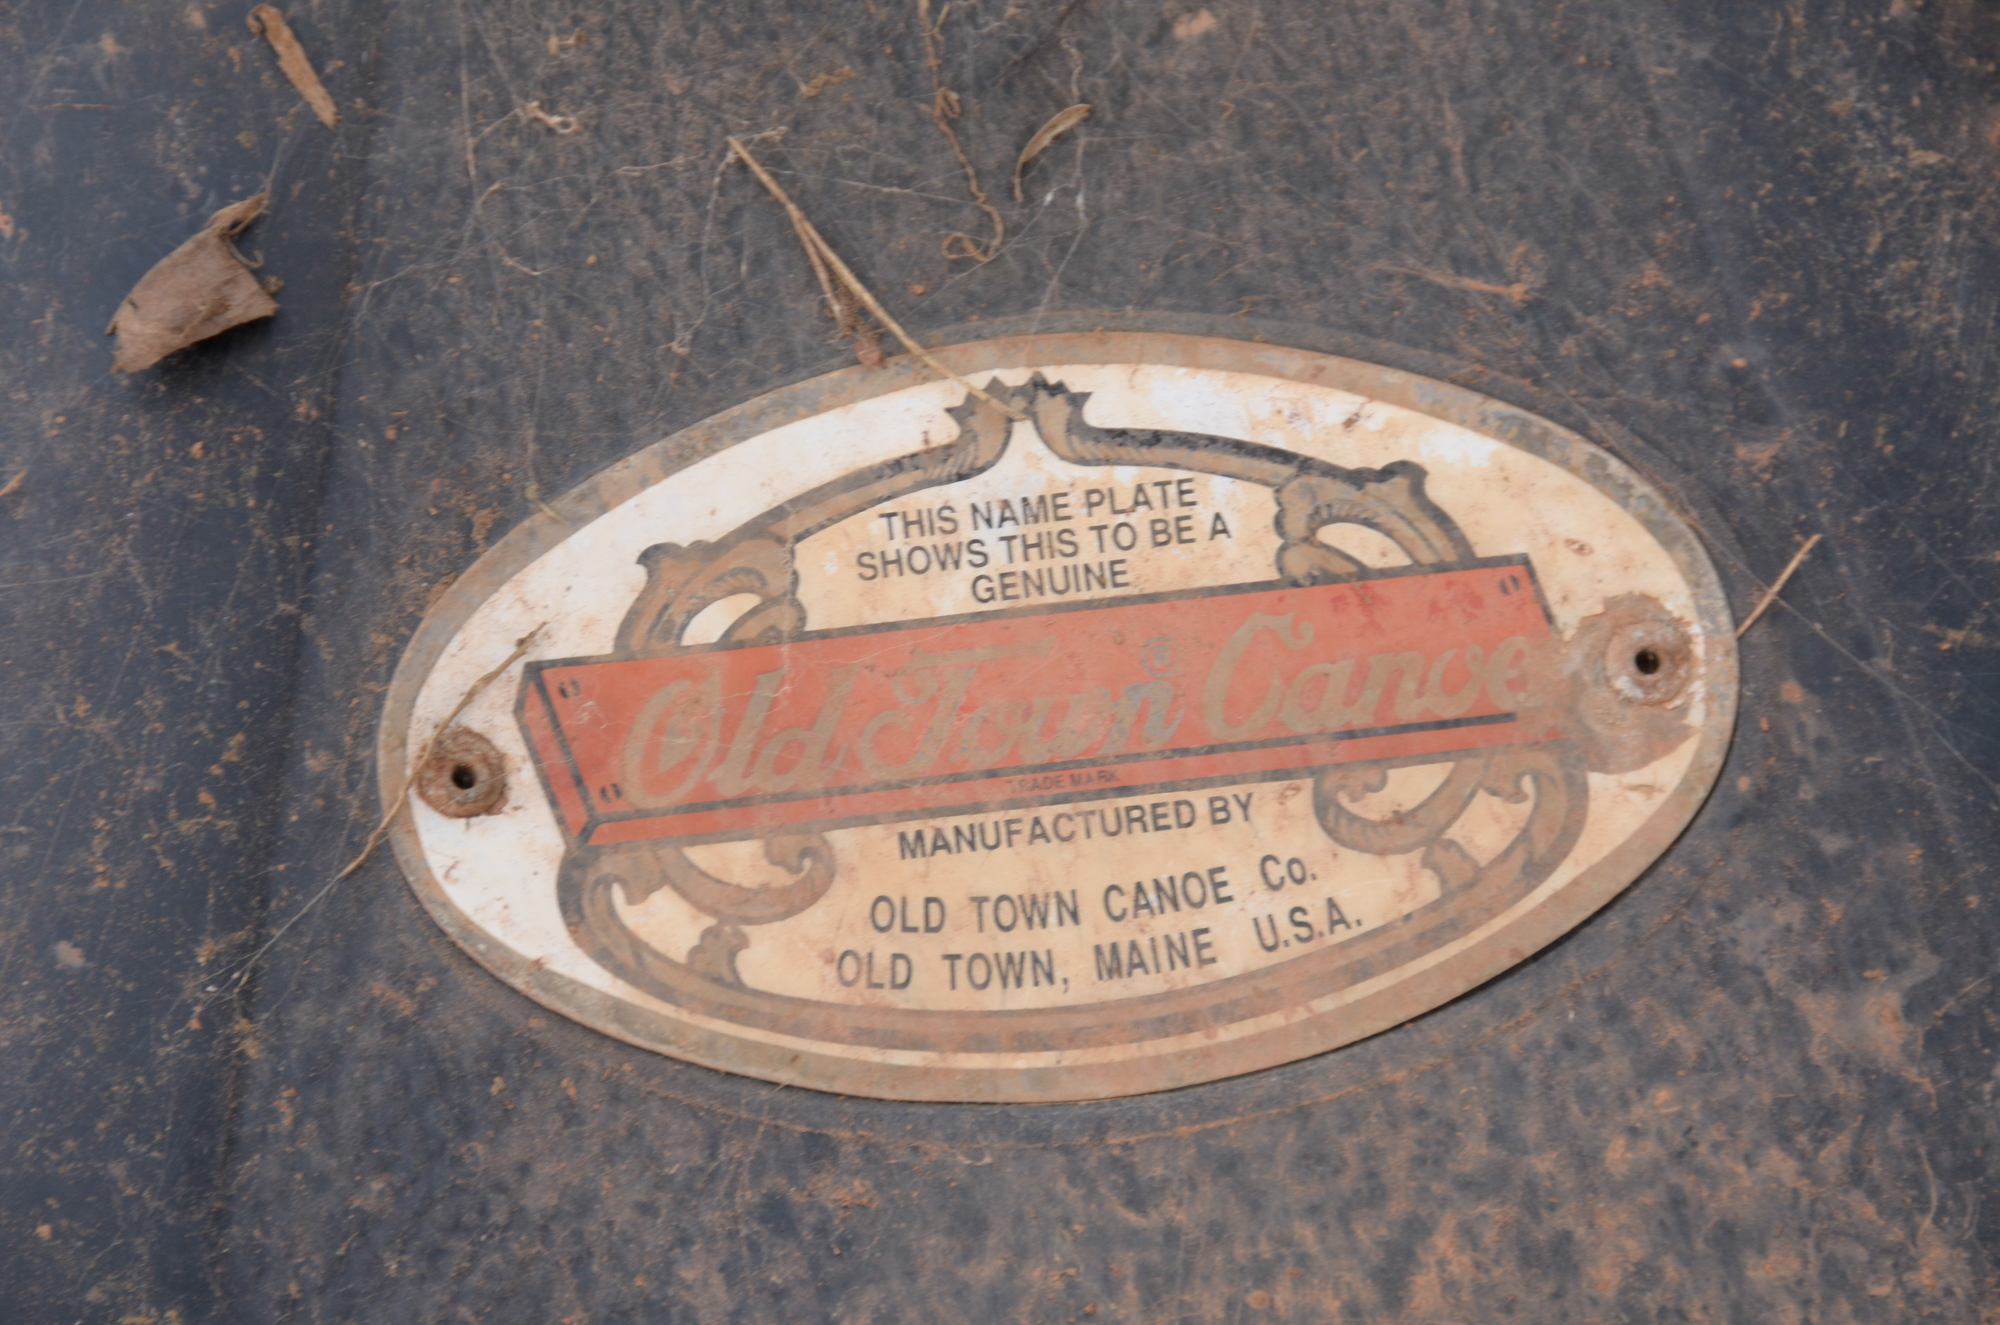 THIS NAME PLATE
SHOWS THIS TO BE A
GENUINE
Old Town® Canoe
TRADE MARK
MANUFACTURED BY
OLD TOWN CANOE Co.
OLD TOWN, MAINE U.S.A.